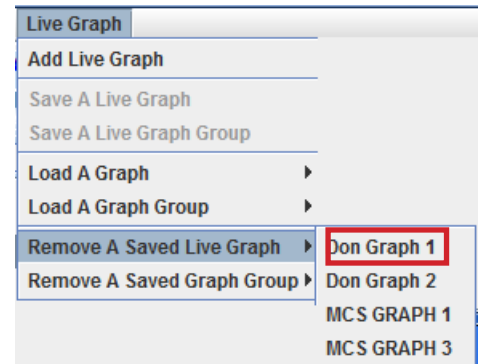 Live Graph
Add Live Graph
Save A Live Graph
Save A Live Graph Group
Load A Graph
Load A Graph Group
Remove A Saved Live Graph
Remove A Saved Graph Group
Don Graph 1
Don Graph 2
MCS GRAPH 1
MCS GRAPH 3